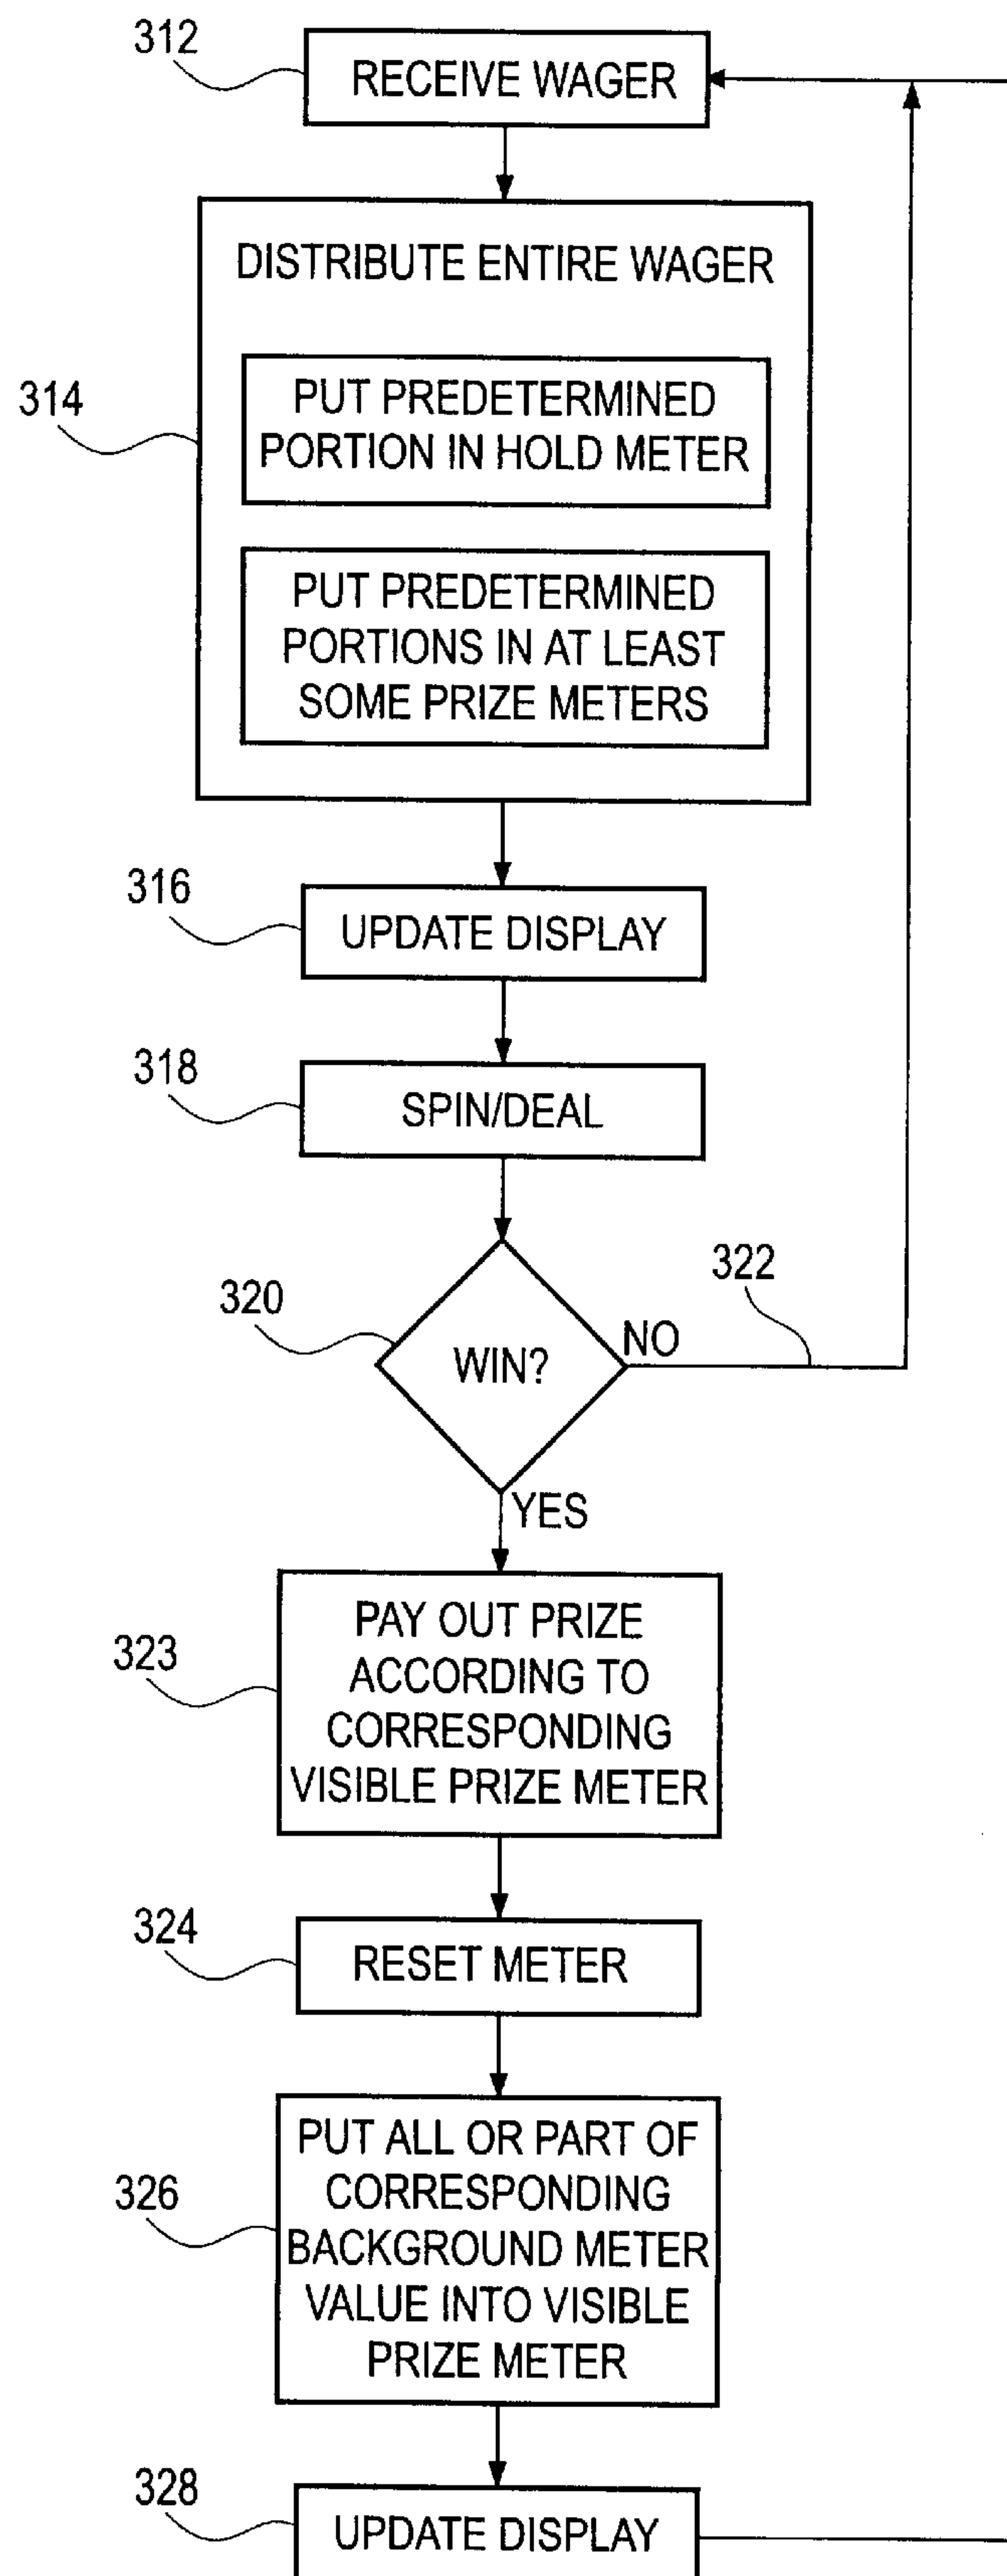 312
RECEIVE WAGER
314
DISTRIBUTE ENTIRE WAGER
PUT PREDETERMINED
PORTION IN HOLD METER
PUT PREDETERMINED
PORTIONS IN AT LEAST
SOME PRIZE METERS
316
UPDATE DISPLAY
318
SPIN/DEAL
320
WIN?
NO
322
YES
323
PAY OUT PRIZE
ACCORDING TO
CORRESPONDING
VISIBLE PRIZE METER
324
RESET METER
326
PUT ALL OR PART OF
CORRESPONDING
BACKGROUND METER
VALUE INTO VISIBLE
PRIZE METER
328
UPDATE DISPLAY